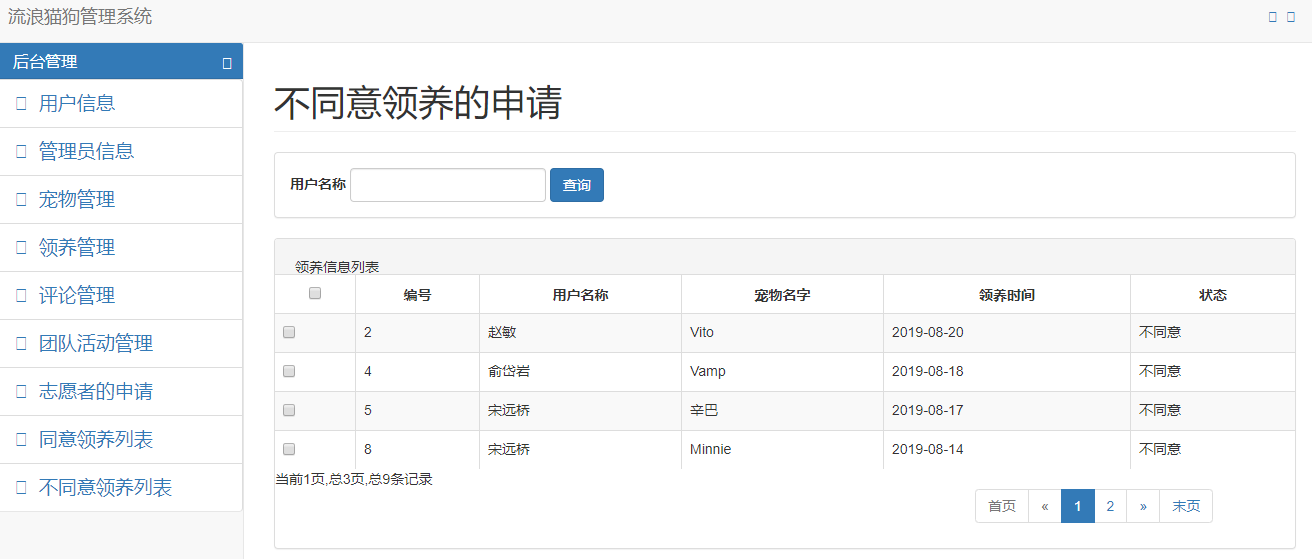 流浪猫狗管理系统
后台管理
用户信息
管理员信息
宠物管理
领养管理
评论管理
团队活动管理
志愿者的申请
同意领养列表
不同意领养列表
不同意领养的申请
用户名称 查询
领养信息列表
编号 用户名称 宠物名字 领养时间 状态
2 赵敏 Vito 2019-08-20 不同意
4 俞岱岩 Vamp 2019-08-18 不同意
5 宋远桥 辛巴 2019-08-17 不同意
8 宋远桥 Minnie 2019-08-14 不同意
当前1页,总3页,总9条记录
首页 « 1 2 » 末页